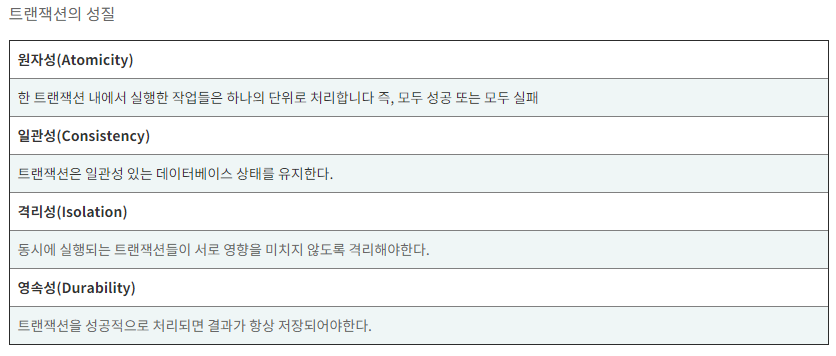 트랜잭션의 성질
원자성(Atomicity)
한 트랜잭션 내에서 실행한 작업들은 하나의 단위로 처리합니다 즉, 모두 성공 또는 모두 실패
일관성(Consistency)
트랜잭션은 일관성 있는 데이터베이스 상태를 유지한다.
격리성(Isolation)
동시에 실행되는 트랜잭션들이 서로 영향을 미치지 않도록 격리해야한다.
영속성(Durability)
트랜잭션을 성공적으로 처리되면 결과가 항상 저장되어야한다.